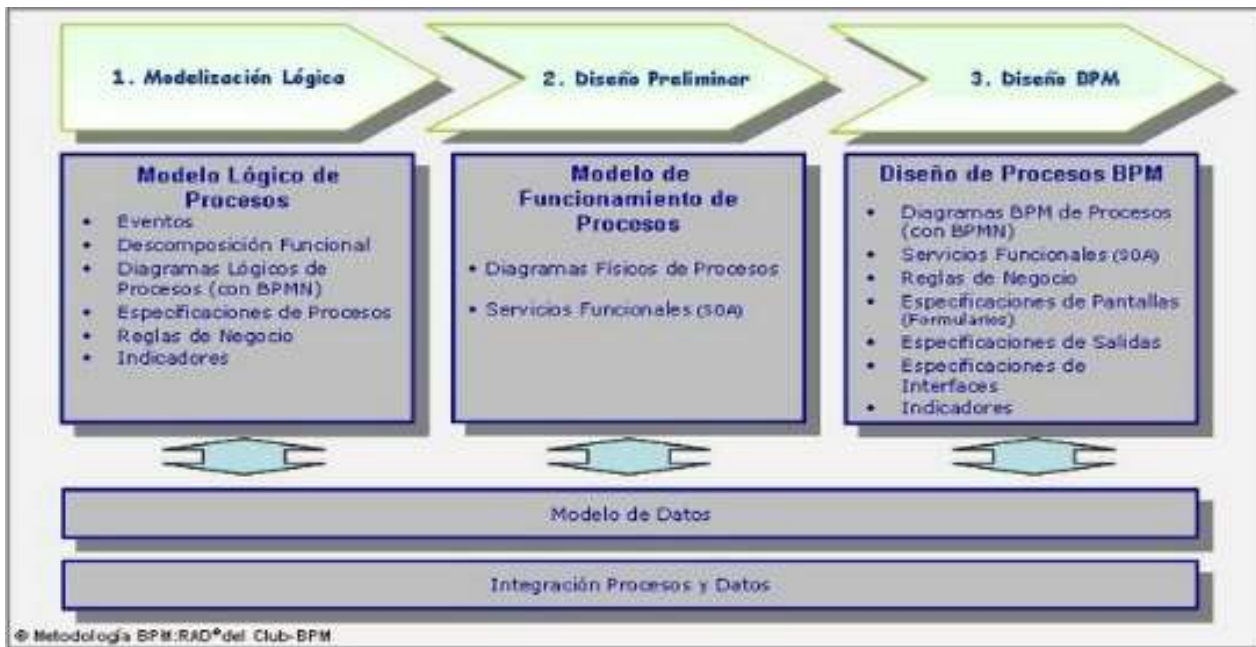 1. Modelización Lógica
2. Diseño Preliminar
3. Diseño BPM
Modelo Lógico de
Procesos
• Eventos
• Descomposición Funcional
• Diagramas Lógicos de
Procesos (con BPMN)
• Especificaciones de Procesos
• Reglas de Negocio
• Indicadores
Modelo de
Funcionamiento de
Procesos
• Diagramas Físicos de Procesos
• Servicios Funcionales (SOA)
Diseño de Procesos BPM
• Diagramas BPM de Procesos
(con BPMN)
• Servicios Funcionales (SOA)
• Reglas de Negocio
• Especificaciones de Pantallas
(Formularios)
• Especificaciones de Salidas
• Especificaciones de
Interfaces
• Indicadores
Modelo de Datos
Integración Procesos y Datos
© Metodología BPM:RAD® del Club-BPM